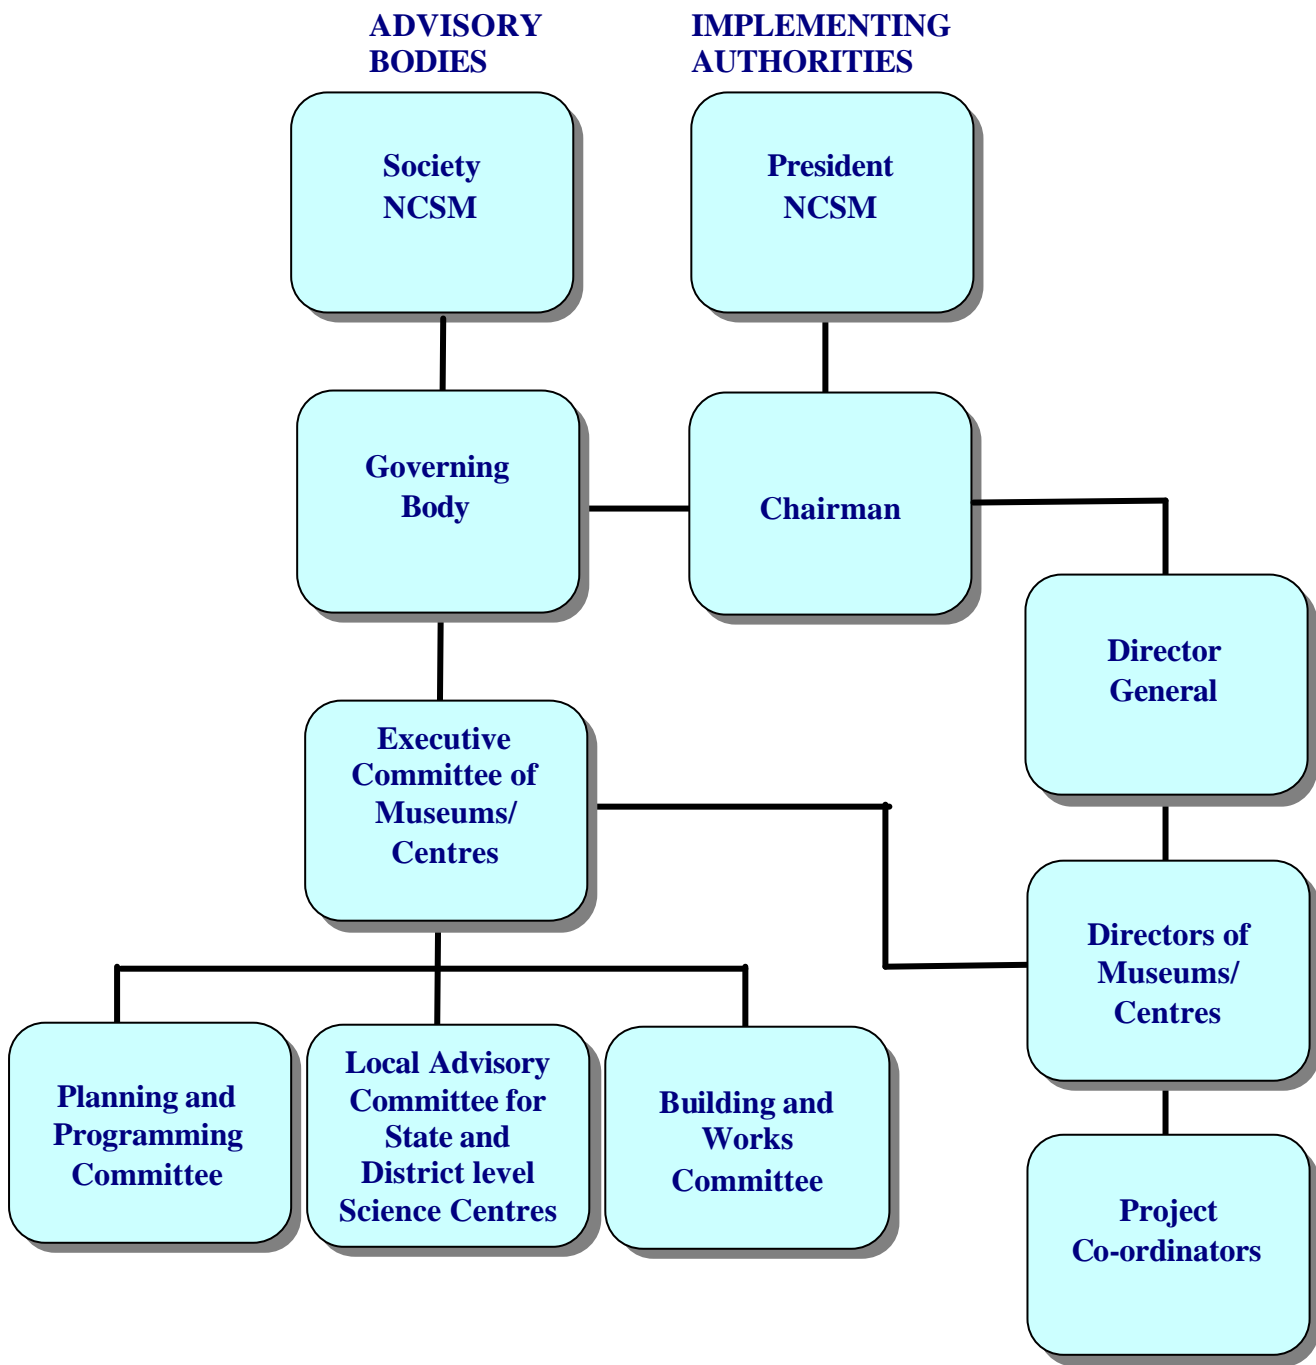 ADVISORY
BODIES
IMPLEMENTING
AUTHORITIES
Society
NCSM
President
NCSM
Governing
Body
Chairman
Director
General
Executive
Committee of
Museums/
Centres
Directors of
Museums/
Centres
Planning and
Programming
Committee
Local Advisory
Committee for
State and
District level
Science Centres
Building and
Works
Committee
Project
Co-ordinators